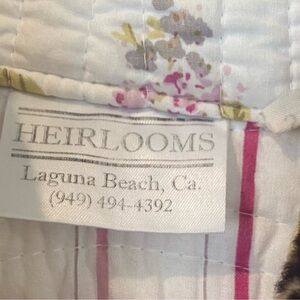 HEIRLOOMS
Laguna Beach, Ca.
(949) 494-4392